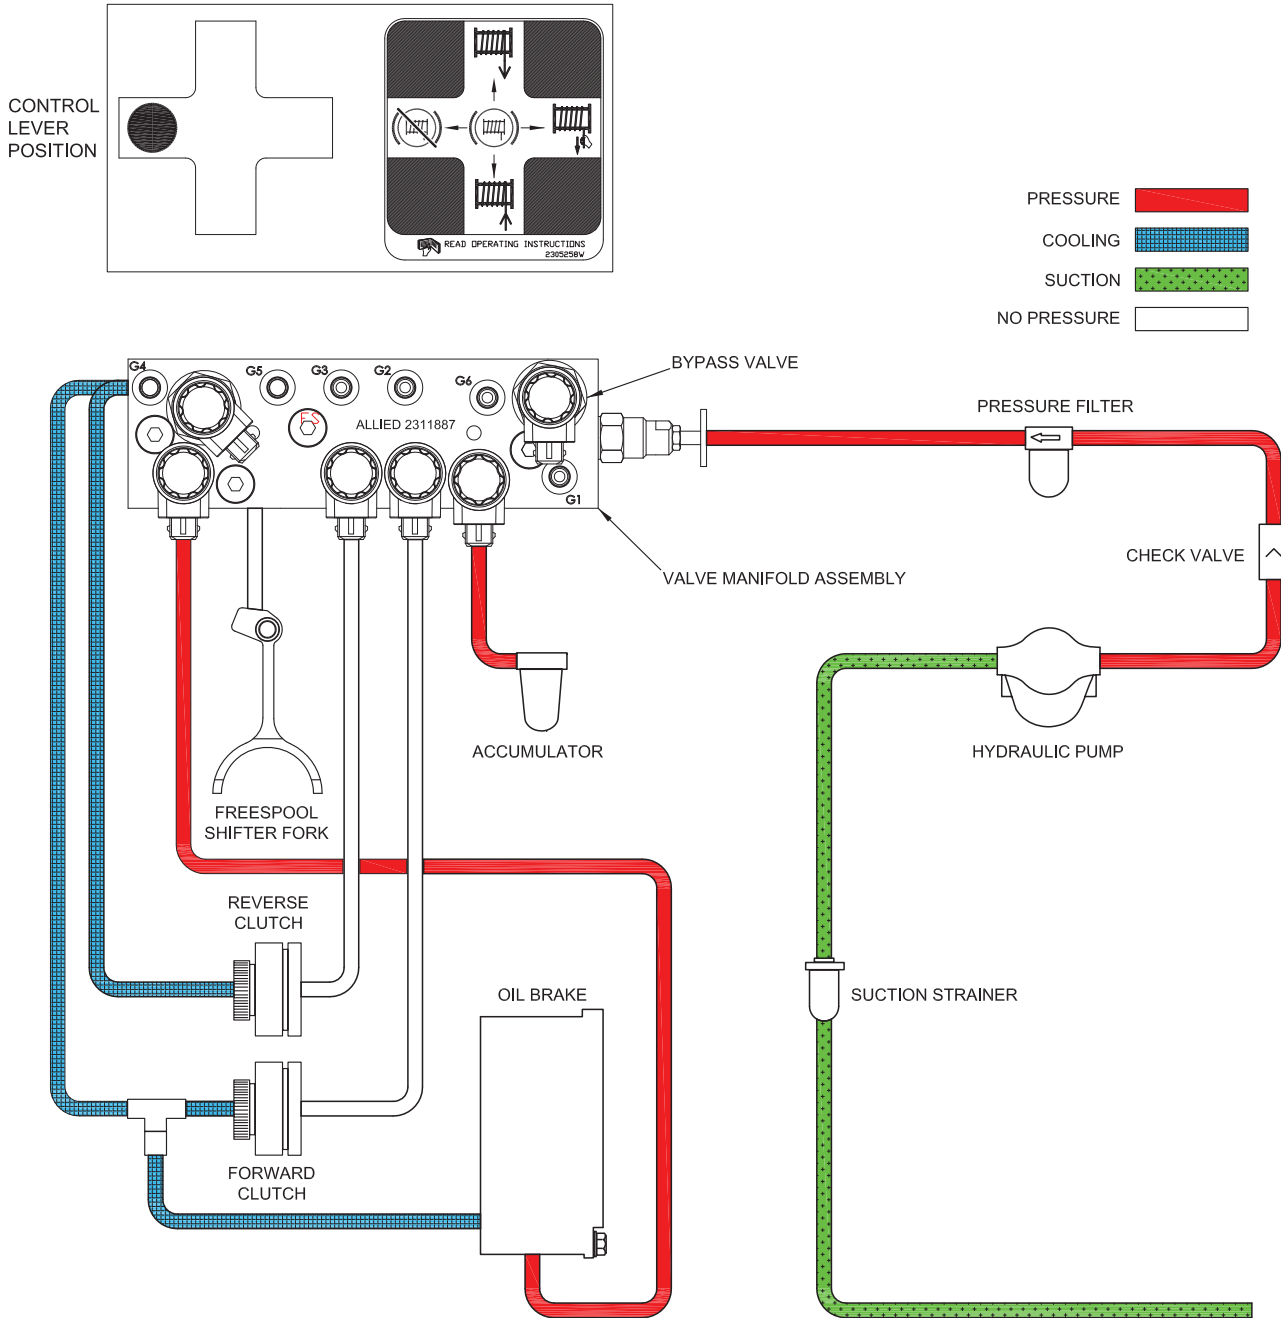 CONTROL
LEVER
POSITION
READ OPERATING INSTRUCTIONS
2305258W
PRESSURE
COOLING
SUCTION
NO PRESSURE
G4
G5
G3
G2
G6
BYPASS VALVE
ES
ALLIED 2311887
PRESSURE FILTER
G1
CHECK VALVE
VALVE MANIFOLD ASSEMBLY
ACCUMULATOR
HYDRAULIC PUMP
FREESPOOL
SHIFTER FORK
REVERSE
CLUTCH
OIL BRAKE
SUCTION STRAINER
FORWARD
CLUTCH